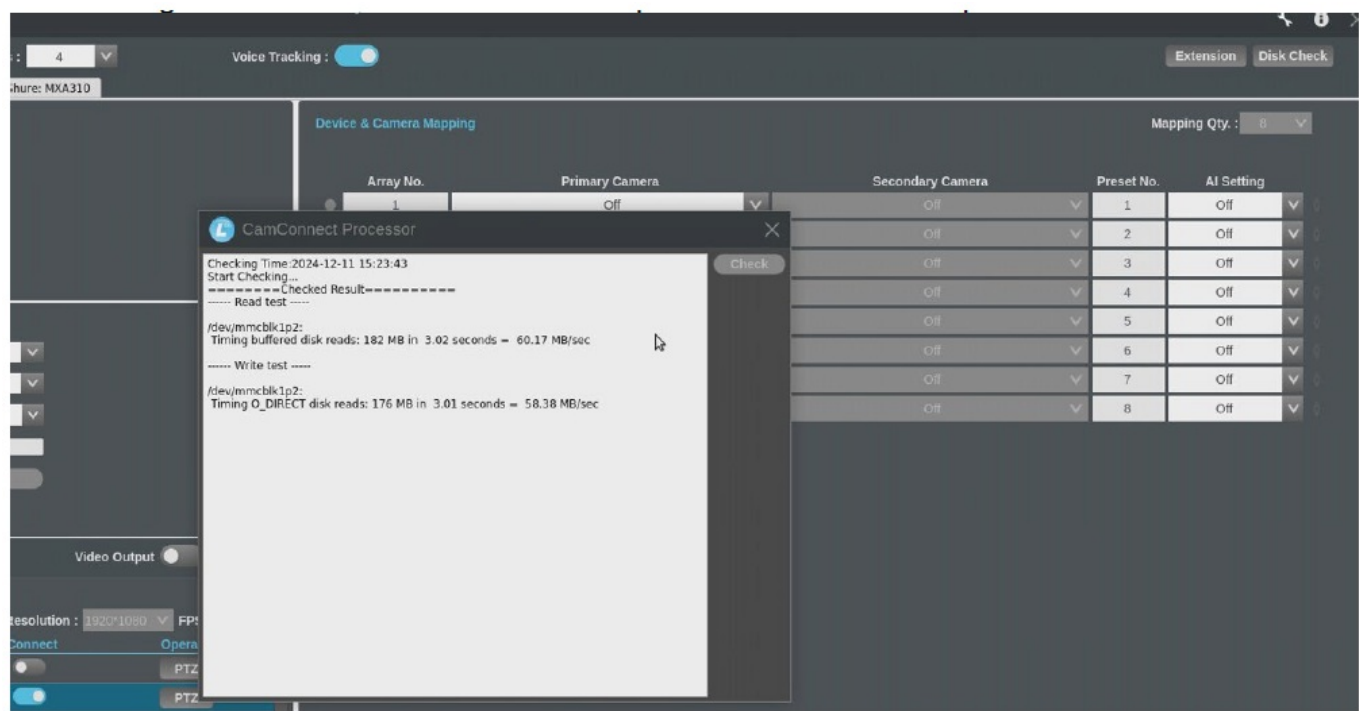 : 4
Voice Tracking :
Extension
Disk Check
Shure: MXA310
Device & Camera Mapping
Mapping Qty. : 8
Array No. Primary Camera Secondary Camera Preset No. AI Setting
1 Off Off 1 Off
Off 2 Off
Off 3 Off
Off 4 Off
Off 5 Off
Off 6 Off
Off 7 Off
Off 8 Off
CamConnect Processor
Check
Checking Time:2024-12-11 15:23:43
Start Checking...
========Checked Result==========
------ Read test -----
/dev/mmcblk1p2:
Timing buffered disk reads: 182 MB in 3.02 seconds = 60.17 MB/sec
------ Write test -----
/dev/mmcblk1p2:
Timing O_DIRECT disk reads: 176 MB in 3.01 seconds = 58.38 MB/sec
Video Output
Resolution : 1920*1080 FPS
Connect Opera
PTZ
PTZ